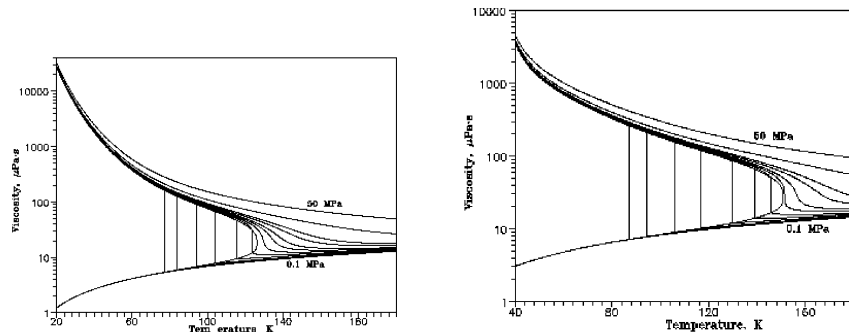 10000
1000
100
10
1
Viscosity, µPa·s
50 MPa
0.1 MPa
20 60 100 140 180
Tem erature, K
10000
1000
100
10
1
Viscosity, µPa·s
50 MPa
0.1 MPa
40 80 120 160
Temperature, K